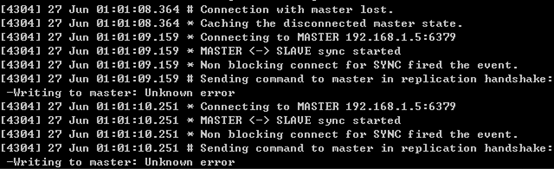 [4304] 27 Jun 01:01:08.364 # Connection with master lost.
[4304] 27 Jun 01:01:08.364 * Caching the disconnected master state.
[4304] 27 Jun 01:01:09.159 * Connecting to MASTER 192.168.1.5:6379
[4304] 27 Jun 01:01:09.159 * MASTER <-> SLAVE sync started
[4304] 27 Jun 01:01:09.159 * Non blocking connect for SYNC fired the event.
[4304] 27 Jun 01:01:09.159 # Sending command to master in replication handshake:
-Writing to master: Unknown error
[4304] 27 Jun 01:01:10.251 * Connecting to MASTER 192.168.1.5:6379
[4304] 27 Jun 01:01:10.251 * MASTER <-> SLAVE sync started
[4304] 27 Jun 01:01:10.251 * Non blocking connect for SYNC fired the event.
[4304] 27 Jun 01:01:10.251 # Sending command to master in replication handshake:
-Writing to master: Unknown error